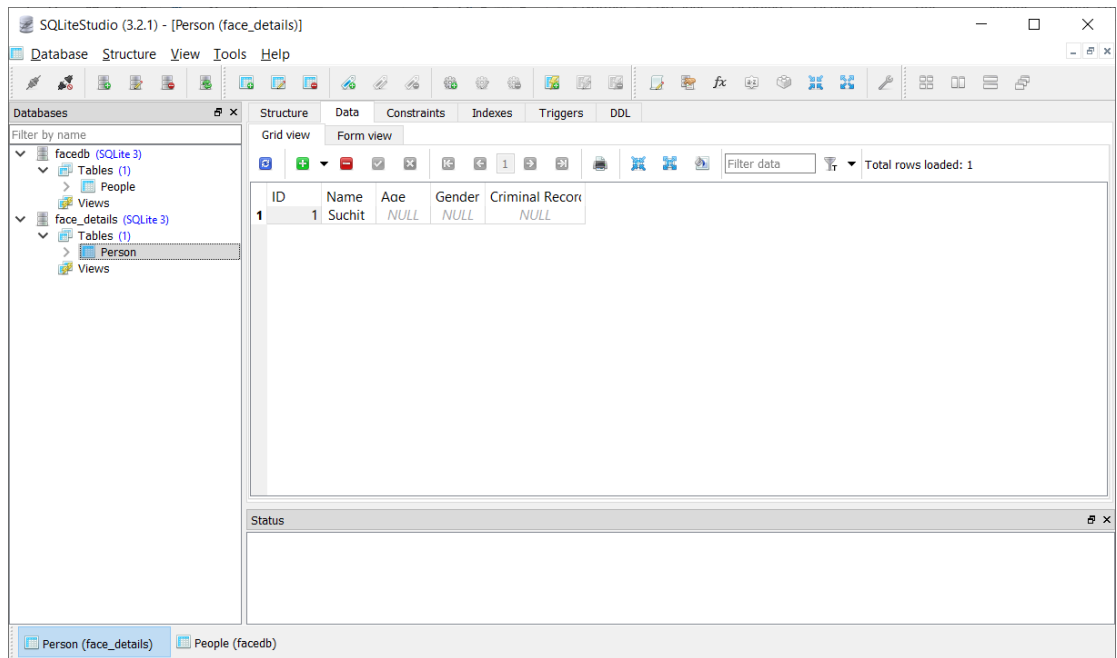 SQLiteStudio (3.2.1) - [Person (face_details)]
Database Structure View Tools Help
Databases
Filter by name
facedb (SQLite 3)
Tables (1)
People
Views
face_details (SQLite 3)
Tables (1)
Person
Views
Structure Data Constraints Indexes Triggers DDL
Grid view Form view
1 Filter data Total rows loaded: 1
ID Name Age Gender Criminal Record
1 1 Suchit NULL NULL NULL
Status
Person (face_details) People (facedb)